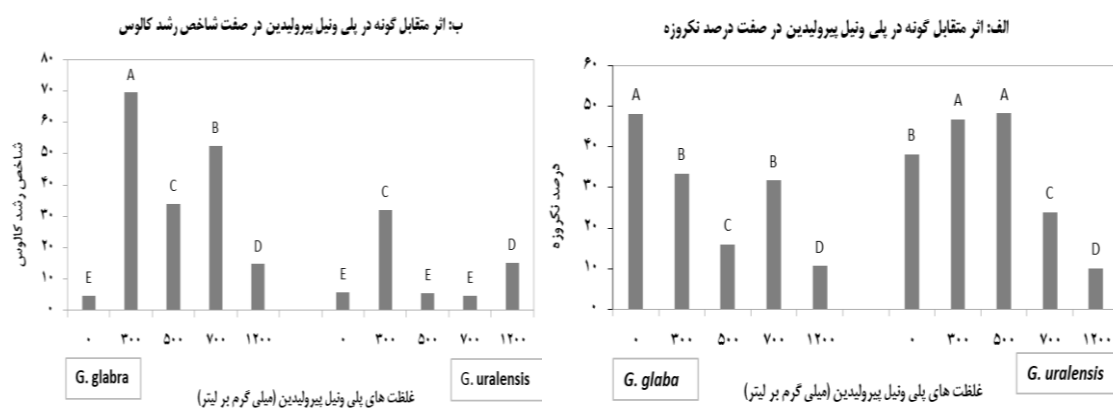 الف: اثر متقابل گونه در پلی ونیل پیرولیدین در صفت درصد نکروزه
درصد نکروزه
۶۰
۵۰
۴۰
۳۰
۲۰
۱۰
۰
A
B
C
B
D
B
A
A
C
D
۰ ۳۰۰ ۵۰۰ ۷۰۰ ۱۲۰۰ ۰ ۳۰۰ ۵۰۰ ۷۰۰ ۱۲۰۰
G. glaba
G. uralensis
غلظت های پلی ونیل پیرولیدین (میلی گرم بر لیتر)
ب: اثر متقابل گونه در پلی ونیل پیرولیدین در صفت شاخص رشد کالوس
شاخص رشد کالوس
۸۰
۷۰
۶۰
۵۰
۴۰
۳۰
۲۰
۱۰
۰
E
A
C
B
D
E
C
E
E
D
۰ ۳۰۰ ۵۰۰ ۷۰۰ ۱۲۰۰ ۰ ۳۰۰ ۵۰۰ ۷۰۰ ۱۲۰۰
G. glabra
G. uralensis
غلظت های پلی ونیل پیرولیدین (میلی گرم بر لیتر)